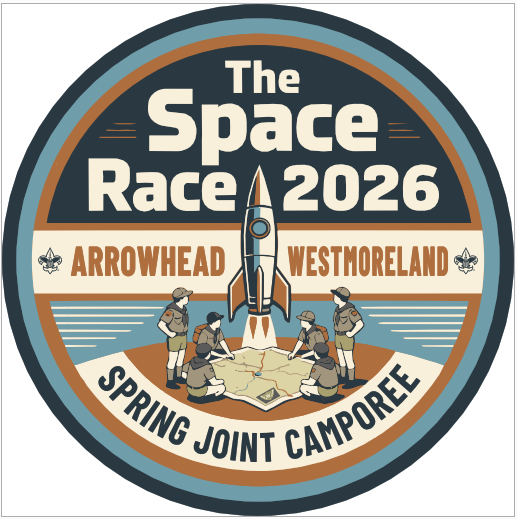 The
Space
Race 2026
ARROWHEAD WESTMORELAND
SPRING JOINT CAMPOREE